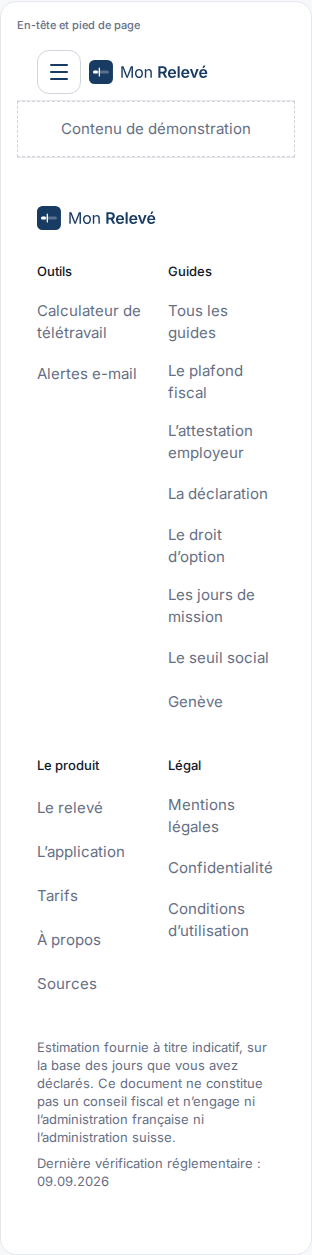 En-tête et pied de page
Mon Relevé
Contenu de démonstration
Mon Relevé
Outils
Calculateur de
télétravail
Alertes e-mail
Guides
Tous les
guides
Le plafond
fiscal
L’attestation
employeur
La déclaration
Le droit
d’option
Les jours de
mission
Le seuil social
Genève
Le produit
Le relevé
L’application
Tarifs
À propos
Sources
Légal
Mentions
légales
Confidentialité
Conditions
d’utilisation
Estimation fournie à titre indicatif, sur
la base des jours que vous avez
déclarés. Ce document ne constitue
pas un conseil fiscal et n’engage ni
l’administration française ni
l’administration suisse.
Dernière vérification réglementaire :
09.09.2026